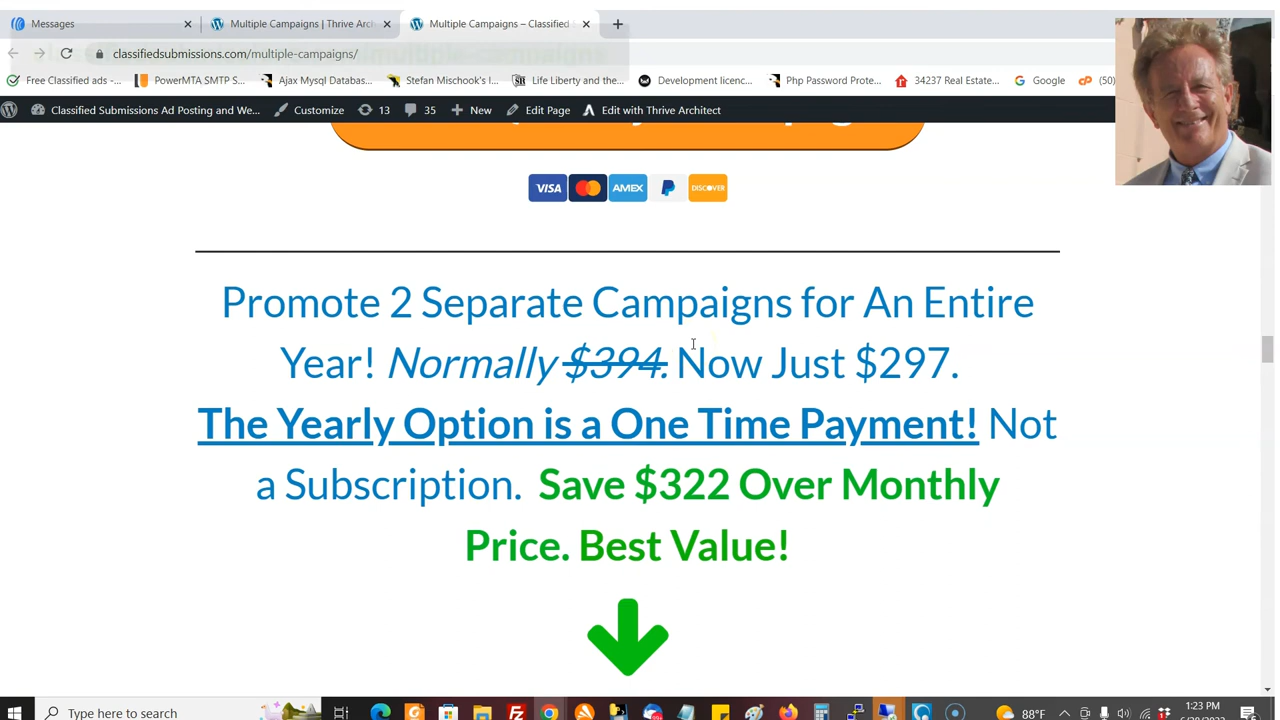 Messages
Multiple Campaigns | Thrive Arch
Multiple Campaigns – Classified
classifiedsubmissions.com/multiple-campaigns/
Free Classified ads -...
PowerMTA SMTP S...
Ajax Mysql Databas...
Stefan Mischook's I...
Life Liberty and the...
Development licenc...
Php Password Prote...
34237 Real Estate...
Google
(50)
Classified Submissions Ad Posting and We...
Customize
13
35
New
Edit Page
Edit with Thrive Architect
VISA
AMEX
DISCOVER
Promote 2 Separate Campaigns for An Entire
Year! Normally $394. Now Just $297.
The Yearly Option is a One Time Payment! Not
a Subscription. Save $322 Over Monthly
Price. Best Value!
Type here to search
88°F
1:23 PM